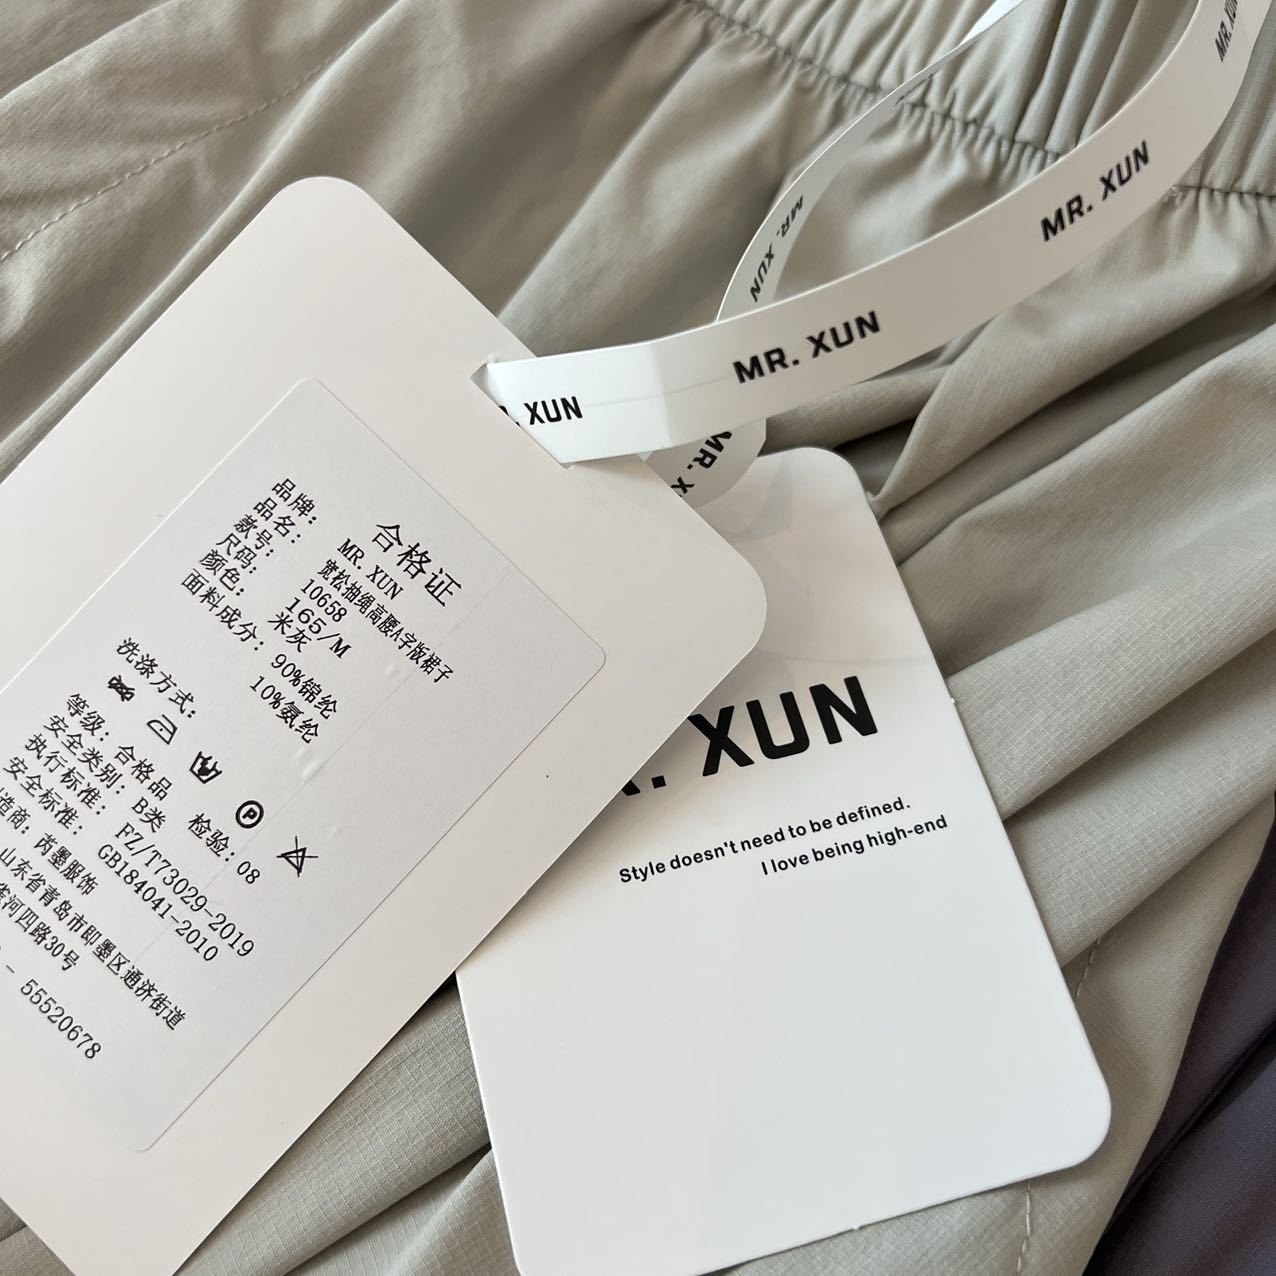 MR. XUN
MR. XUN
MR. XUN
MR. XUN
XUN
合格证
品牌: MR. XUN
品名: 宽松抽绳高腰A字版裙子
款号: 10658
尺码: 165/M
颜色: 米灰
面料成分: 90%锦纶
10%氨纶
洗涤方式:
P
等级: 合格品 检验: 08
安全类别: B类
执行标准: FZ/T73029-2019
安全标准: GB184041-2010
造商: 芮墨服饰
山东省青岛市即墨区通济街道
河四路30号
- 55520678
. XUN
Style doesn't need to be defined.
I love being high-end